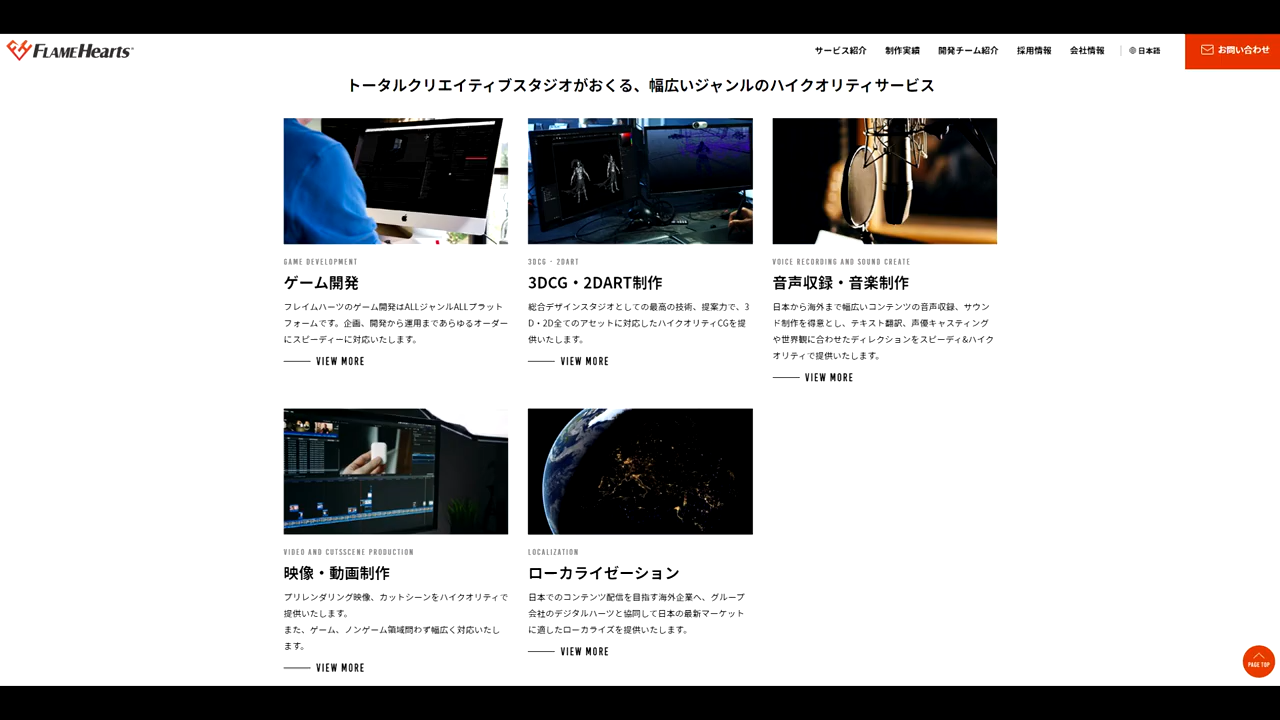 FLAMEHearts
サービス紹介 制作実績 開発チーム紹介 採用情報 会社情報 日本語 お問い合わせ
トータルクリエイティブスタジオがおくる、幅広いジャンルのハイクオリティサービス
GAME DEVELOPMENT
ゲーム開発
フレイムハーツのゲーム開発はALLジャンルALLプラット
フォームです。企画、開発から運用まであらゆるオーダー
にスピーディーに対応いたします。
VIEW MORE
3DCG・2DART
3DCG・2DART制作
総合デザインスタジオとしての最高の技術、提案力で、3
D・2D全てのアセットに対応したハイクオリティCGを提
供いたします。
VIEW MORE
VOICE RECORDING AND SOUND CREATE
音声収録・音楽制作
日本から海外まで幅広いコンテンツの音声収録、サウン
ド制作を得意とし、テキスト翻訳、声優キャスティング
や世界観に合わせたディレクションをスピーディ&ハイク
オリティで提供いたします。
VIEW MORE
VIDEO AND CUTSSCENE PRODUCTION
映像・動画制作
プリレンダリング映像、カットシーンをハイクオリティで
提供いたします。
また、ゲーム、ノンゲーム領域問わず幅広く対応いたし
ます。
VIEW MORE
LOCALIZATION
ローカライゼーション
日本でのコンテンツ配信を目指す海外企業へ、グループ
会社のデジタルハーツと協同して日本の最新マーケット
に適したローカライズを提供いたします。
VIEW MORE
PAGE TOP